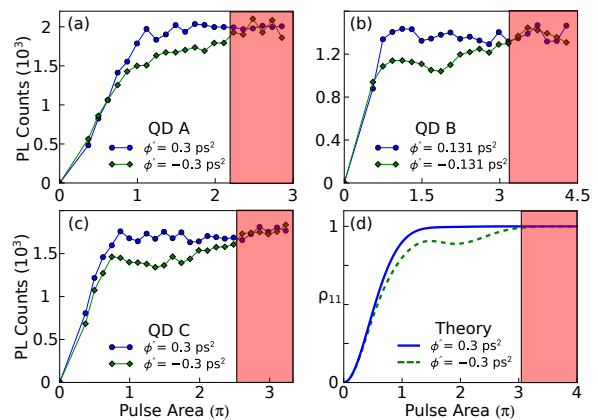 (a)
PL Counts (10³)
2
1.5
1
0.5
0
QD A
ϕ″ = 0.3 ps²
ϕ″ = −0.3 ps²
0 1 2 3
(b)
1.6
1.2
0.8
0.4
0
QD B
ϕ″ = 0.131 ps²
ϕ″ = −0.131 ps²
0 1.5 3 4.5
(c)
PL Counts (10³)
2
1.5
1
0.5
0
QD C
ϕ″ = 0.3 ps²
ϕ″ = −0.3 ps²
0 1 2 3
Pulse Area (π)
(d)
ρ₁₁
1
0
Theory
ϕ″ = 0.3 ps²
ϕ″ = −0.3 ps²
0 1 2 3 4
Pulse Area (π)